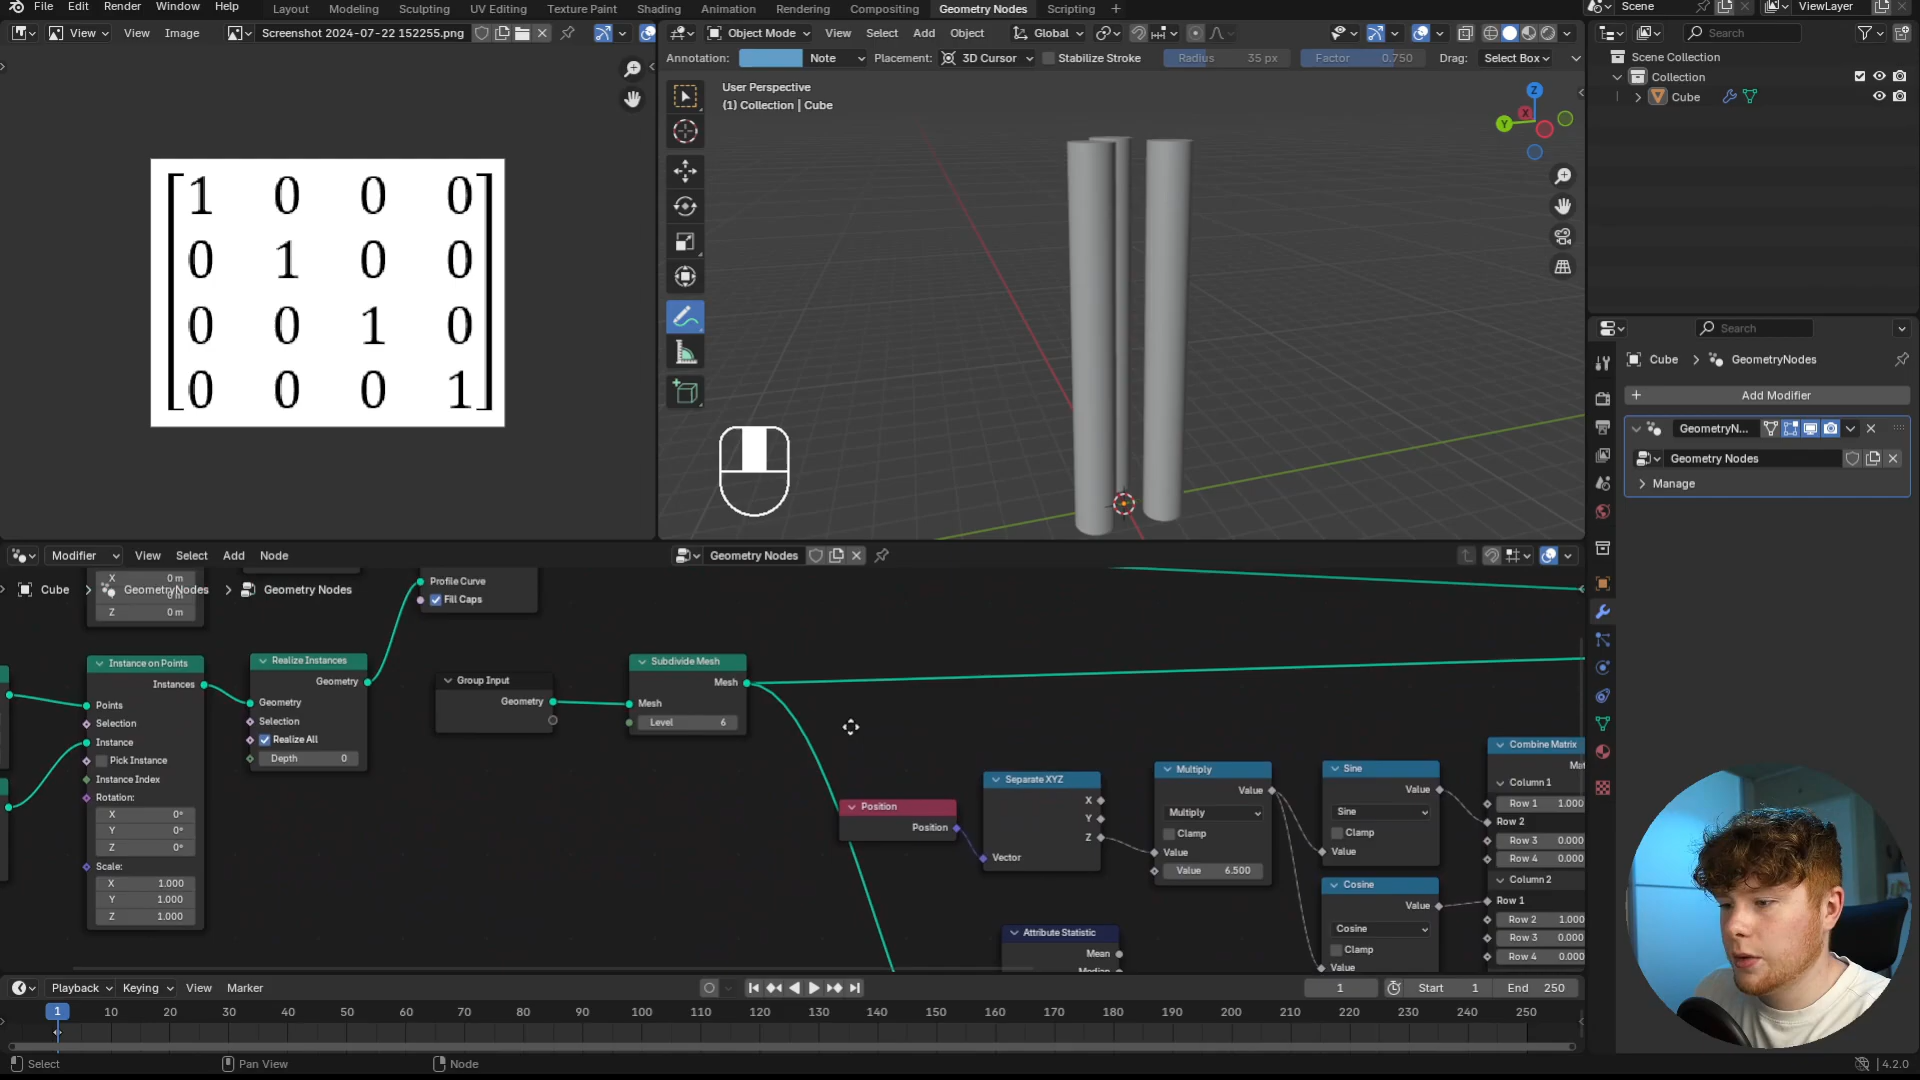 File Edit Render Window Help
Layout Modeling Sculpting UV Editing Texture Paint Shading Animation Rendering Compositing Geometry Nodes Scripting +
Scene ViewLayer
View View Image Screenshot 2024-07-22 152255.png
Object Mode View Select Add Object Global
Search
Annotation: Note Placement: 3D Cursor Stabilize Stroke Radius 35 px Factor 0.750 Drag: Select Box
Scene Collection
Collection
Cube
User Perspective
(1) Collection | Cube
Z
X
Y
1 0 0 0
0 1 0 0
0 0 1 0
0 0 0 1
Search
Cube > GeometryNodes
+ Add Modifier
GeometryN...
Geometry Nodes
Manage
Modifier View Select Add Node
Geometry Nodes
Cube > GeometryNodes > Geometry Nodes
X 0 m
Z 0 m
Profile Curve
Fill Caps
Instance on Points
Instances
Points
Selection
Instance
Pick Instance
Instance Index
Rotation:
X 0°
Y 0°
Z 0°
Scale:
X 1.000
Y 1.000
Z 1.000
Realize Instances
Geometry
Geometry
Selection
Realize All
Depth 0
Group Input
Geometry
Subdivide Mesh
Mesh
Mesh
Level 6
Position
Position
Separate XYZ
X
Y
Z
Vector
Attribute Statistic
Mean
Multiply
Value
Multiply
Clamp
Value
Value 6.500
Sine
Value
Sine
Clamp
Value
Cosine
Value
Cosine
Clamp
Value
Combine Matrix
Column 1
Row 1 1.000
Row 2
Row 3 0.000
Row 4 0.000
Column 2
Row 1
Row 2 1.000
Row 3 0.000
Row 4 0.000
Playback Keying View Marker
1 Start 1 End 250
1 10 20 30 40 50 60 70 80 90 100 110 120 130 140 150 160 170 180 190 200 210 220 230 240 250
Select Pan View Node 4.2.0